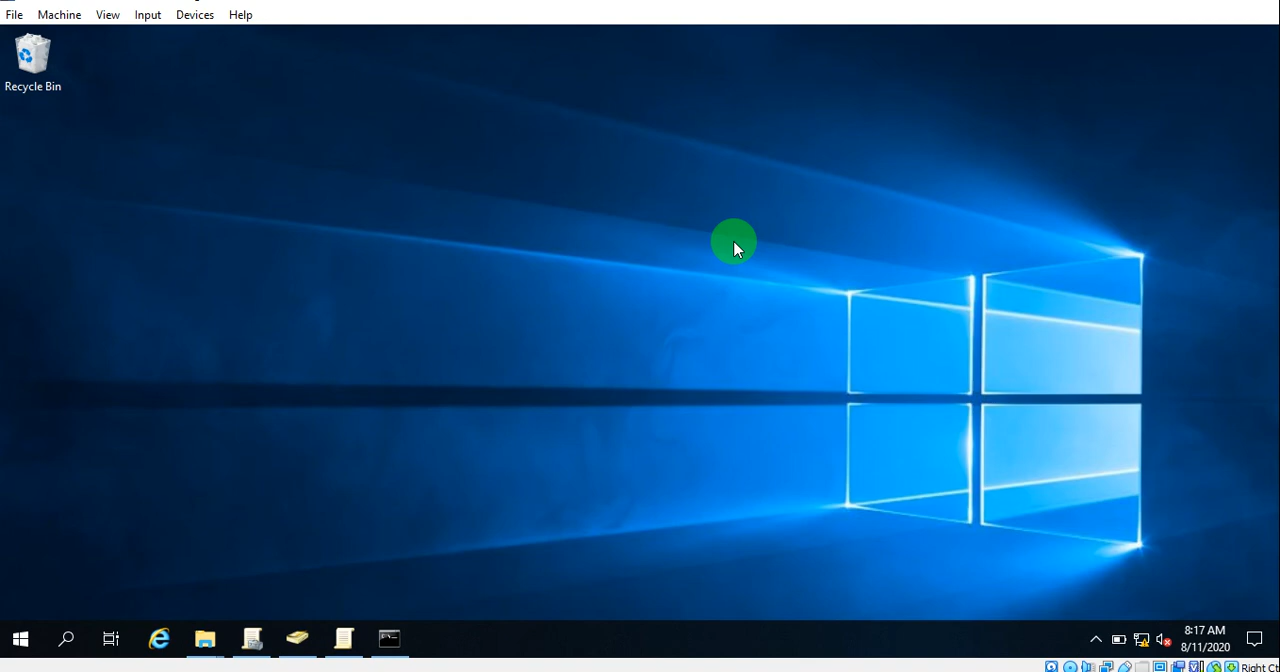 File Machine View Input Devices Help
Recycle Bin
8:17 AM
8/11/2020
Right Ct